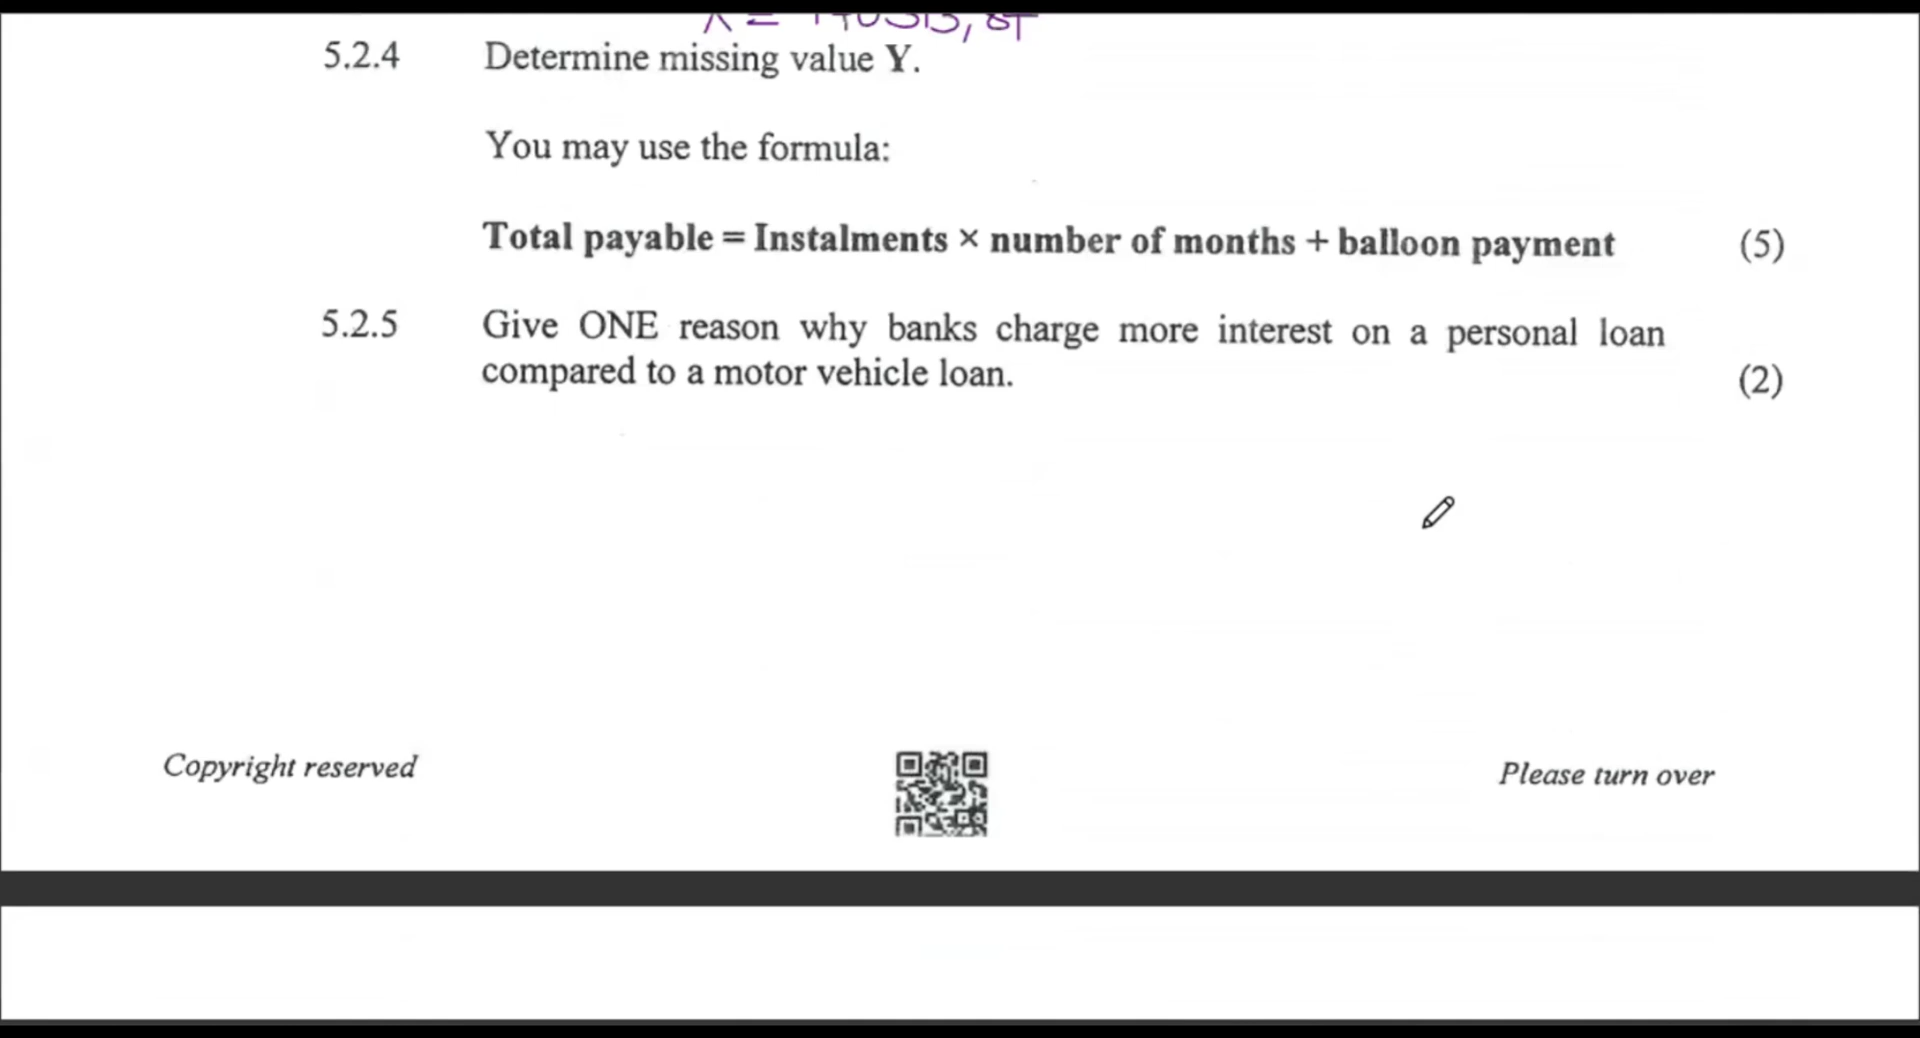 5.2.4 Determine missing value Y.
You may use the formula:
Total payable = Instalments × number of months + balloon payment (5)
5.2.5 Give ONE reason why banks charge more interest on a personal loan
compared to a motor vehicle loan. (2)
Copyright reserved
Please turn over